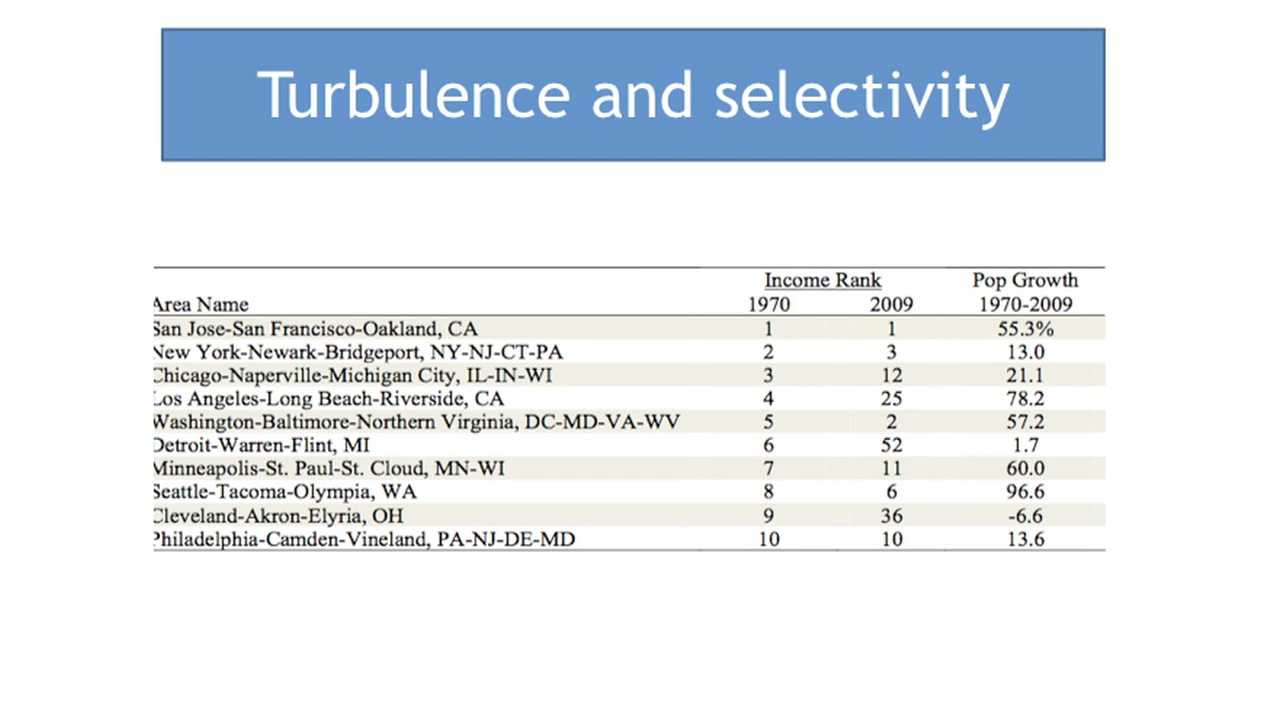 Turbulence and selectivity
Income Rank Pop Growth
Area Name 1970 2009 1970-2009
San Jose-San Francisco-Oakland, CA 1 1 55.3%
New York-Newark-Bridgeport, NY-NJ-CT-PA 2 3 13.0
Chicago-Naperville-Michigan City, IL-IN-WI 3 12 21.1
Los Angeles-Long Beach-Riverside, CA 4 25 78.2
Washington-Baltimore-Northern Virginia, DC-MD-VA-WV 5 2 57.2
Detroit-Warren-Flint, MI 6 52 1.7
Minneapolis-St. Paul-St. Cloud, MN-WI 7 11 60.0
Seattle-Tacoma-Olympia, WA 8 6 96.6
Cleveland-Akron-Elyria, OH 9 36 -6.6
Philadelphia-Camden-Vineland, PA-NJ-DE-MD 10 10 13.6